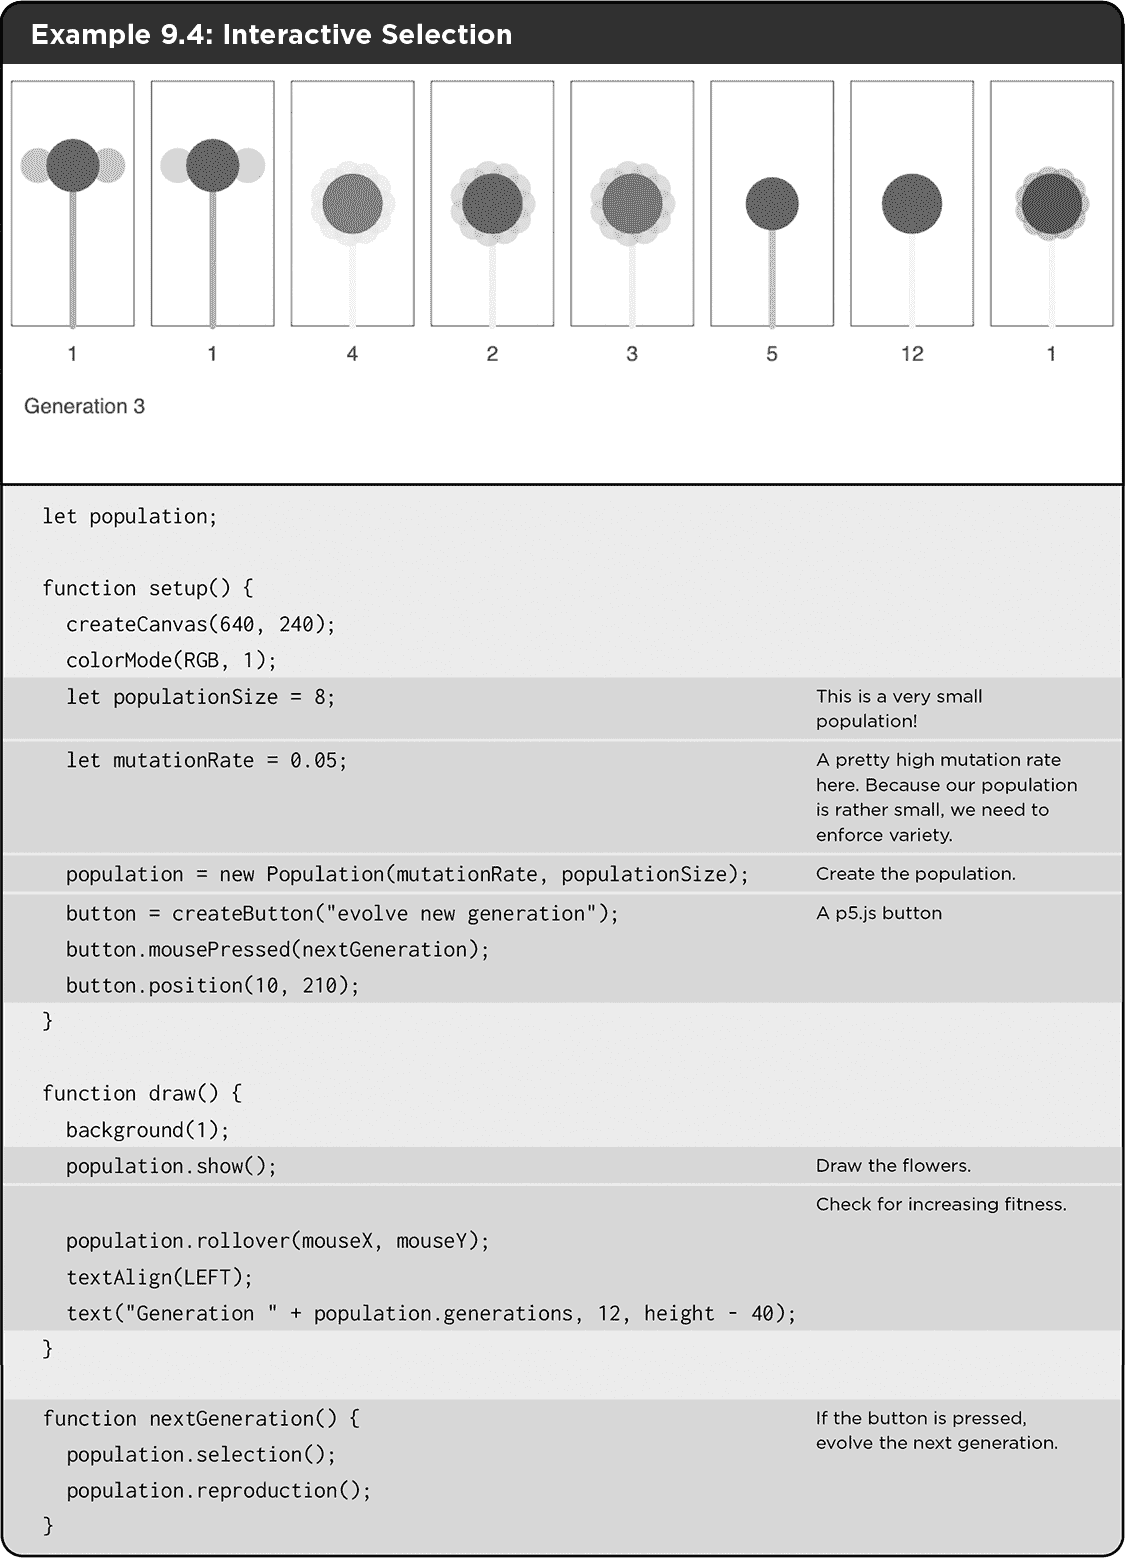 Example 9.4: Interactive Selection
1 1 4 2 3 5 12 1
Generation 3
let population;
function setup() {
createCanvas(640, 240);
colorMode(RGB, 1);
let populationSize = 8;
This is a very small
population!
let mutationRate = 0.05;
A pretty high mutation rate
here. Because our population
is rather small, we need to
enforce variety.
population = new Population(mutationRate, populationSize);
Create the population.
button = createButton("evolve new generation");
A p5.js button
button.mousePressed(nextGeneration);
button.position(10, 210);
}
function draw() {
background(1);
population.show();
Draw the flowers.
Check for increasing fitness.
population.rollover(mouseX, mouseY);
textAlign(LEFT);
text("Generation " + population.generations, 12, height - 40);
}
function nextGeneration() {
If the button is pressed,
evolve the next generation.
population.selection();
population.reproduction();
}